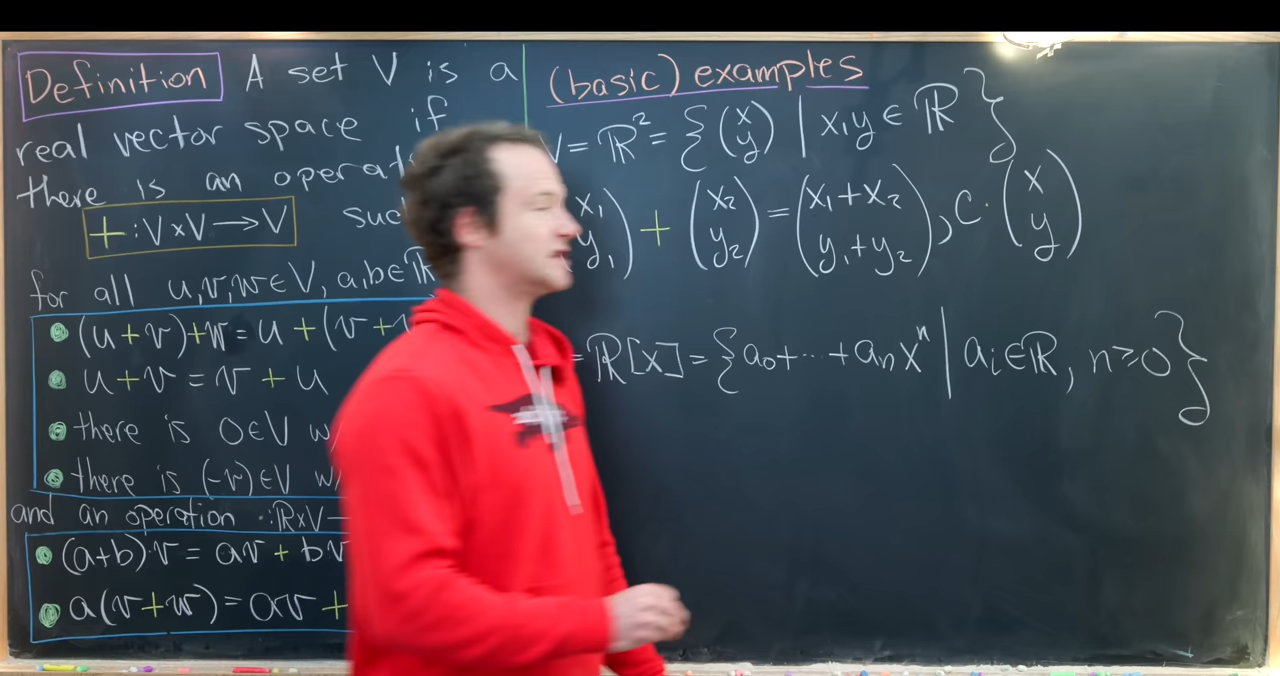 Definition A set V is a
real vector space if
there is an
+ : V × V → V
for all u, v, w ∈ V, a, b ∈ ℝ
• (u + v) + w = u + (v +
• u + v = v + u
• there is 0 ∈ V
• there is (-v) ∈ V
and an operation · : ℝ × V
• (a+b)·v = av + bv
• a(v + w) = av +
(basic) examples
V = ℝ² = { (x y) | x, y ∈ ℝ }
x₁ y₁) + (x₂ y₂) = (x₁ + x₂ y₁ + y₂), c · (x y)
= ℝ[x] = { a₀ + ··· + aₙxⁿ | aᵢ ∈ ℝ, n ≥ 0 }